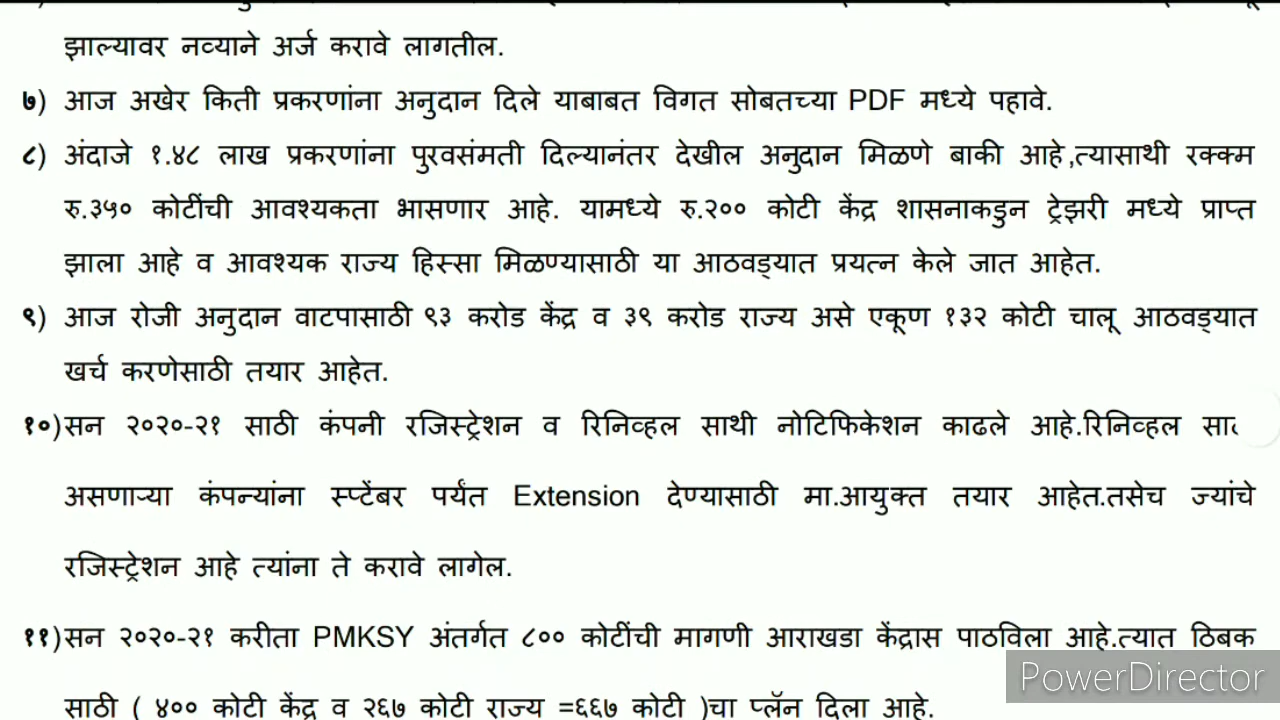 झाल्यावर नव्याने अर्ज करावे लागतील.
७) आज अखेर किती प्रकरणांना अनुदान दिले याबाबत विगत सोबतच्या PDF मध्ये पहावे.
८) अंदाजे १.४८ लाख प्रकरणांना पुरवसंमती दिल्यानंतर देखील अनुदान मिळणे बाकी आहे,त्यासाथी रक्क्म
रु.३५० कोटींची आवश्यकता भासणार आहे. यामध्ये रु.२०० कोटी केंद्र शासनाकडुन ट्रेझरी मध्ये प्राप्त
झाला आहे व आवश्यक राज्य हिस्सा मिळण्यासाठी या आठवड्यात प्रयत्न केले जात आहेत.
९) आज रोजी अनुदान वाटपासाठी ९३ करोड केंद्र व ३९ करोड राज्य असे एकूण १३२ कोटी चालू आठवड्यात
खर्च करणेसाठी तयार आहेत.
१०)सन २०२०-२१ साठी कंपनी रजिस्ट्रेशन व रिनिव्हल साथी नोटिफिकेशन काढले आहे.रिनिव्हल
असणाऱ्या कंपन्यांना स्प्टेंबर पर्यंत Extension देण्यासाठी मा.आयुक्त तयार आहेत.तसेच ज्यांचे
रजिस्ट्रेशन आहे त्यांना ते करावे लागेल.
११)सन २०२०-२१ करीता PMKSY अंतर्गत ८०० कोटींची मागणी आराखडा केंद्रास पाठविला आहे.त्यात ठिबक
साठी ( ४०० कोटी केंद्र व २६७ कोटी राज्य =६६७ कोटी )चा प्लॅन दिला आहे.
PowerDirector